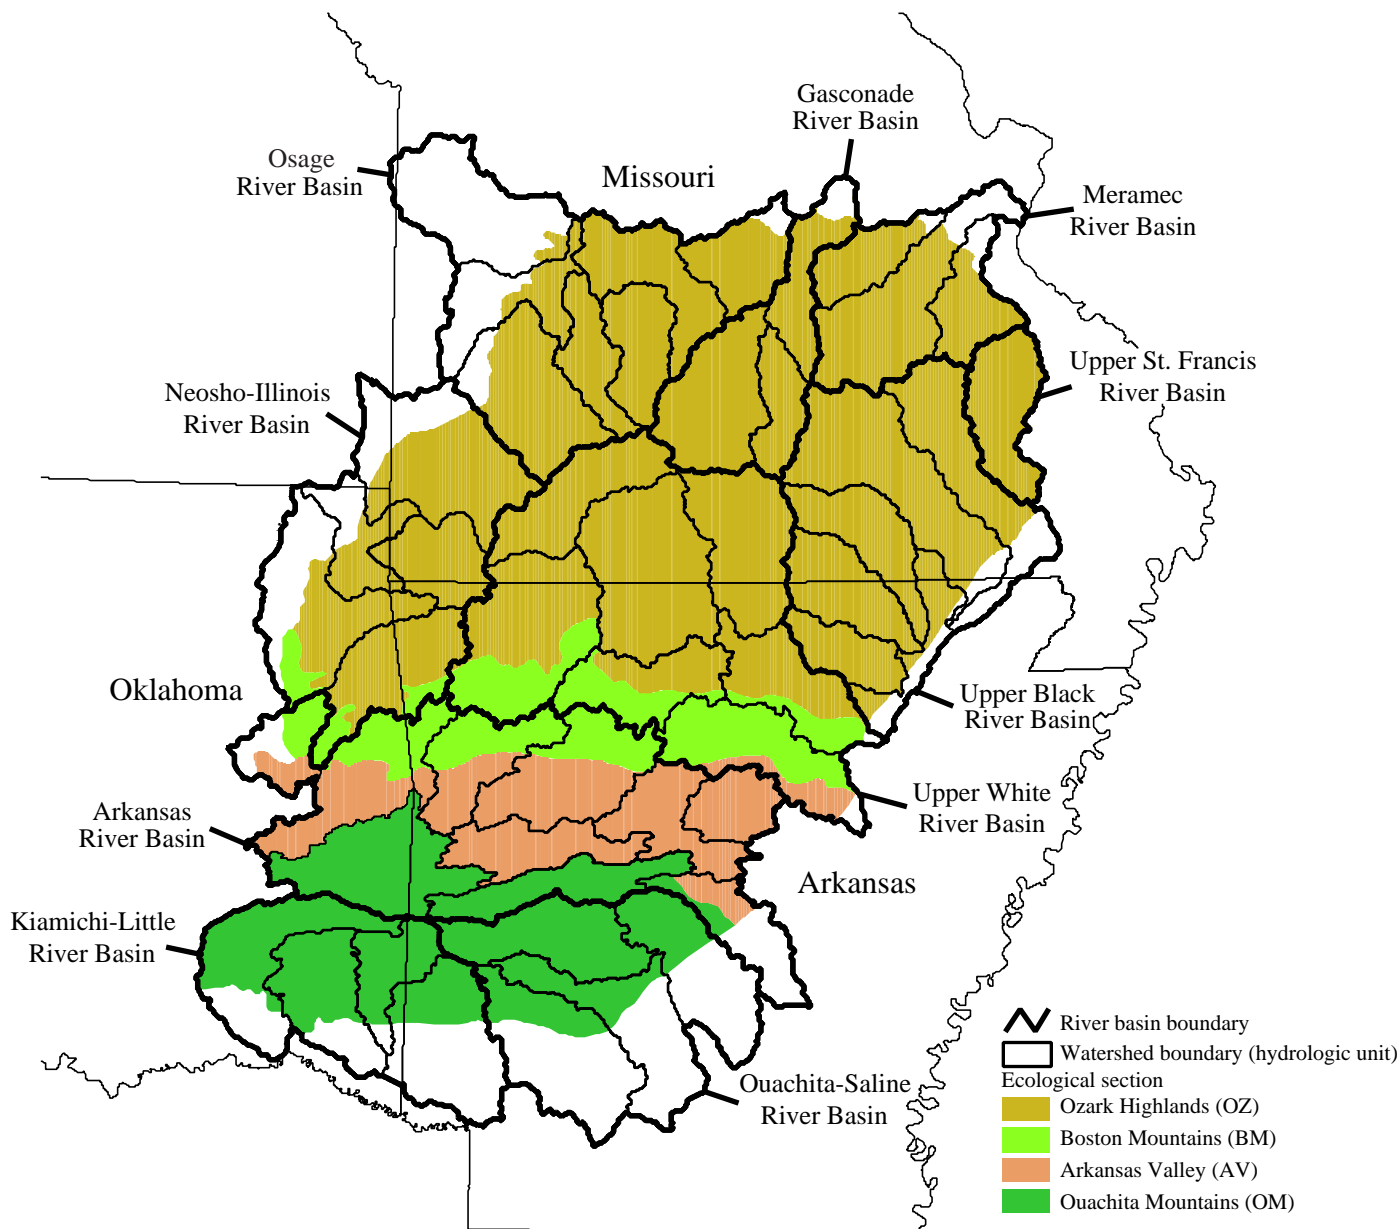 Gasconade
River Basin
Osage
River Basin
Missouri
Meramec
River Basin
Upper St. Francis
River Basin
Neosho-Illinois
River Basin
Oklahoma
Upper Black
River Basin
Upper White
River Basin
Arkansas
River Basin
Arkansas
Kiamichi-Little
River Basin
Ouachita-Saline
River Basin
River basin boundary
Watershed boundary (hydrologic unit)
Ecological section
Ozark Highlands (OZ)
Boston Mountains (BM)
Arkansas Valley (AV)
Ouachita Mountains (OM)